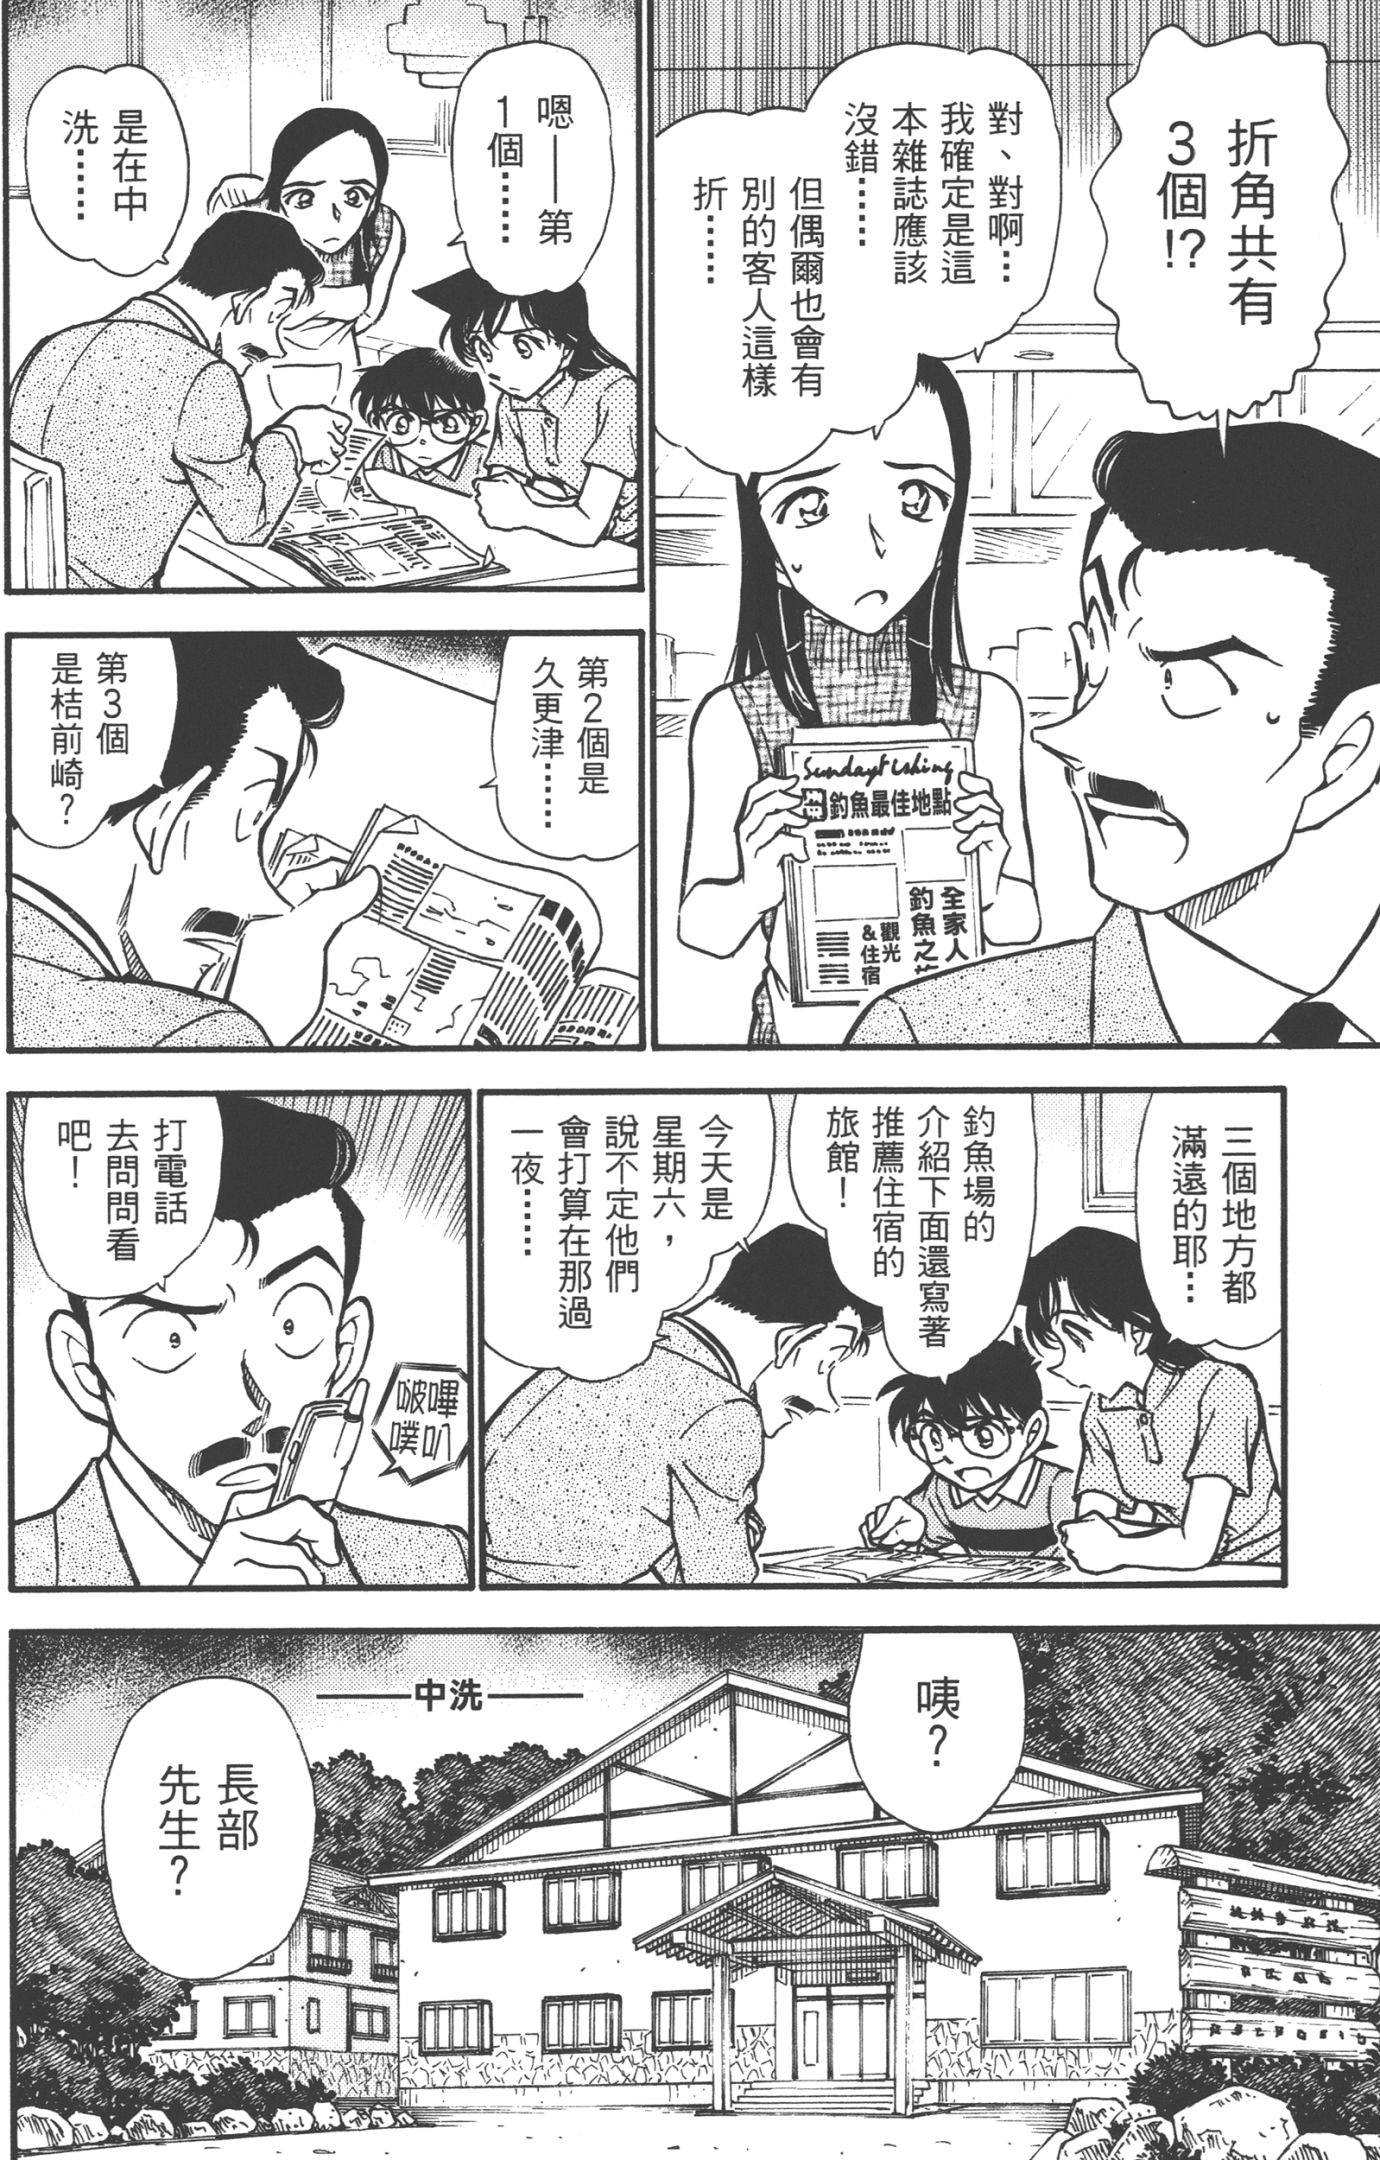 折角共有
3個!?
對、對啊…
我確定是這
本雜誌應該
沒錯……
但偶爾也會有
別的客人這樣
折……
釣魚最佳地點
全家人
釣魚之旅
觀光
&住宿
嗯——第
1個……
是在中
洗……
第2個是
久更津……
第3個
是桔前崎?
三個地方都
滿遠的耶…
釣魚場的
介紹下面還寫著
推薦住宿的
旅館!
今天是
星期六，
說不定他們
會打算在那過
一夜……
打電話
去問問看
吧!
嗶叭
啵噗
咦?
——中洗——
長部
先生?